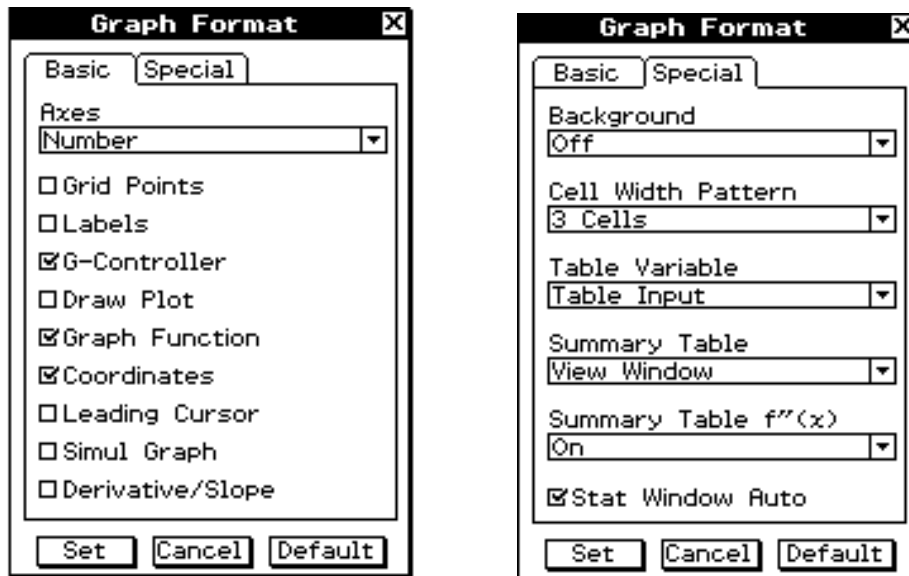 Graph Format
Basic Special
Axes
Number
Grid Points
Labels
G-Controller
Draw Plot
Graph Function
Coordinates
Leading Cursor
Simul Graph
Derivative/Slope
Set Cancel Default
Graph Format
Basic Special
Background
Off
Cell Width Pattern
3 Cells
Table Variable
Table Input
Summary Table
View Window
Summary Table f″(x)
On
Stat Window Auto
Set Cancel Default